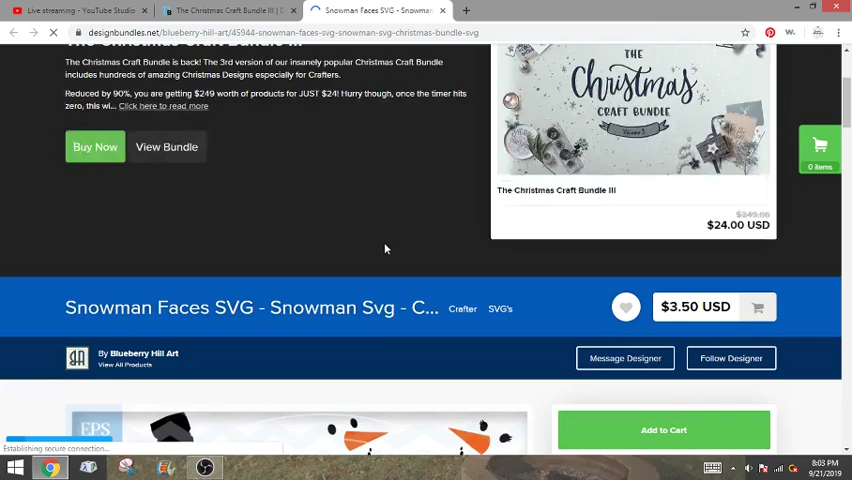 Live streaming - YouTube Studio
The Christmas Craft Bundle III | D
Snowman Faces SVG - Snowman
designbundles.net/blueberry-hill-art/45944-snowman-faces-svg-snowman-svg-christmas-bundle-svg
The Christmas Craft Bundle is back! The 3rd version of our insanely popular Christmas Craft Bundle
includes hundreds of amazing Christmas Designs especially for Crafters.
Reduced by 90%, you are getting $249 worth of products for JUST $24! Hurry though, once the timer hits
zero, this wi... Click here to read more
Buy Now
View Bundle
THE
Christmas
CRAFT BUNDLE
Volume 3
The Christmas Craft Bundle III
$249.06
$24.00 USD
0 items
Snowman Faces SVG - Snowman Svg - C...
Crafter
SVG's
$3.50 USD
By Blueberry Hill Art
View All Products
Message Designer
Follow Designer
EPS
Add to Cart
Establishing secure connection...
8:03 PM
9/21/2019